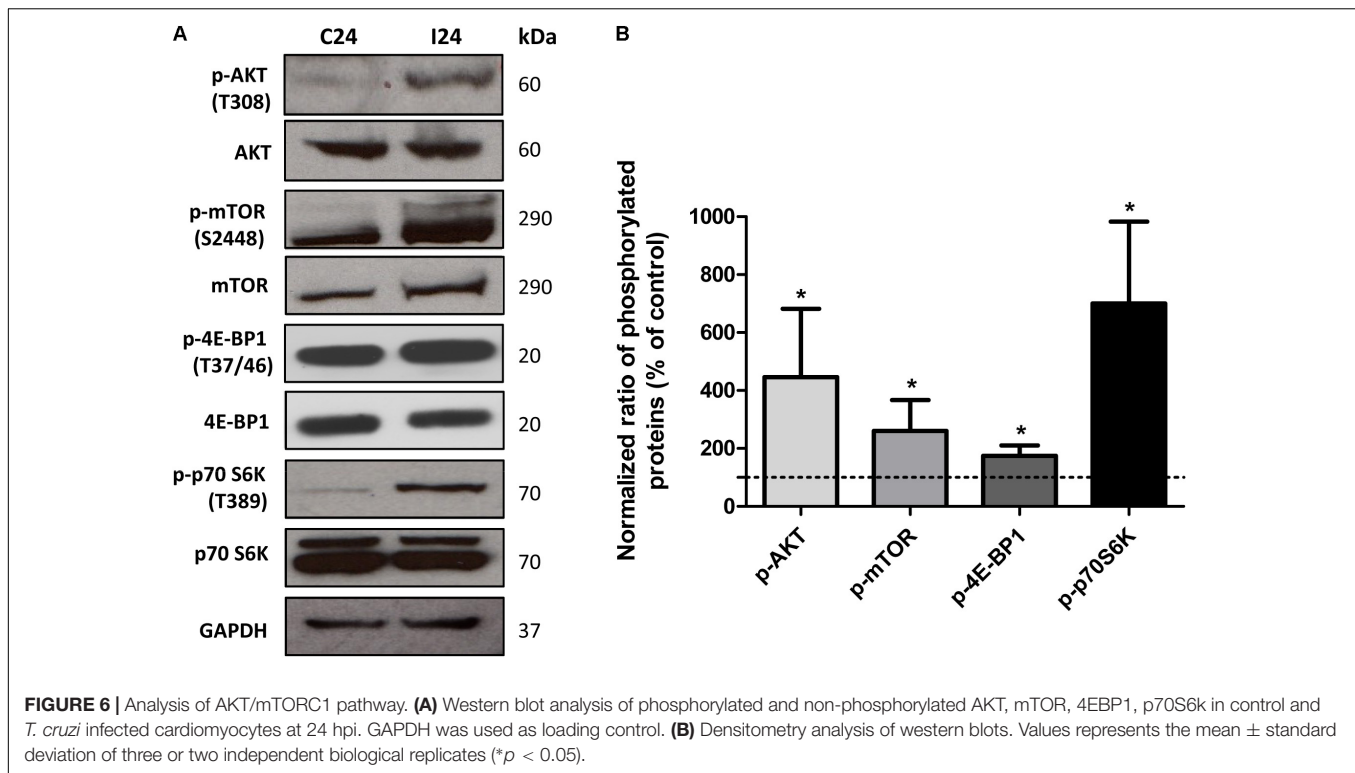 A
C24 I24 kDa
p-AKT
(T308)
60
AKT
60
p-mTOR
(S2448)
290
mTOR
290
p-4E-BP1
(T37/46)
20
4E-BP1
20
p-p70 S6K
(T389)
70
p70 S6K
70
GAPDH
37
B
Normalized ratio of phosphorylated
proteins (% of control)
1000
800
600
400
200
0
* * * *
p-AKT
p-mTOR
p-4E-BP1
p-p70S6K
FIGURE 6 | Analysis of AKT/mTORC1 pathway. (A) Western blot analysis of phosphorylated and non-phosphorylated AKT, mTOR, 4EBP1, p70S6k in control and
T. cruzi infected cardiomyocytes at 24 hpi. GAPDH was used as loading control. (B) Densitometry analysis of western blots. Values represents the mean ± standard
deviation of three or two independent biological replicates (*p < 0.05).